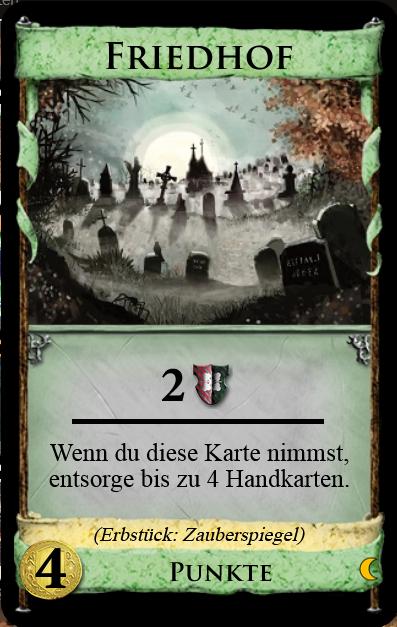 FRIEDHOF
2
Wenn du diese Karte nimmst,
entsorge bis zu 4 Handkarten.
(Erbstück: Zauberspiegel)
4 PUNKTE